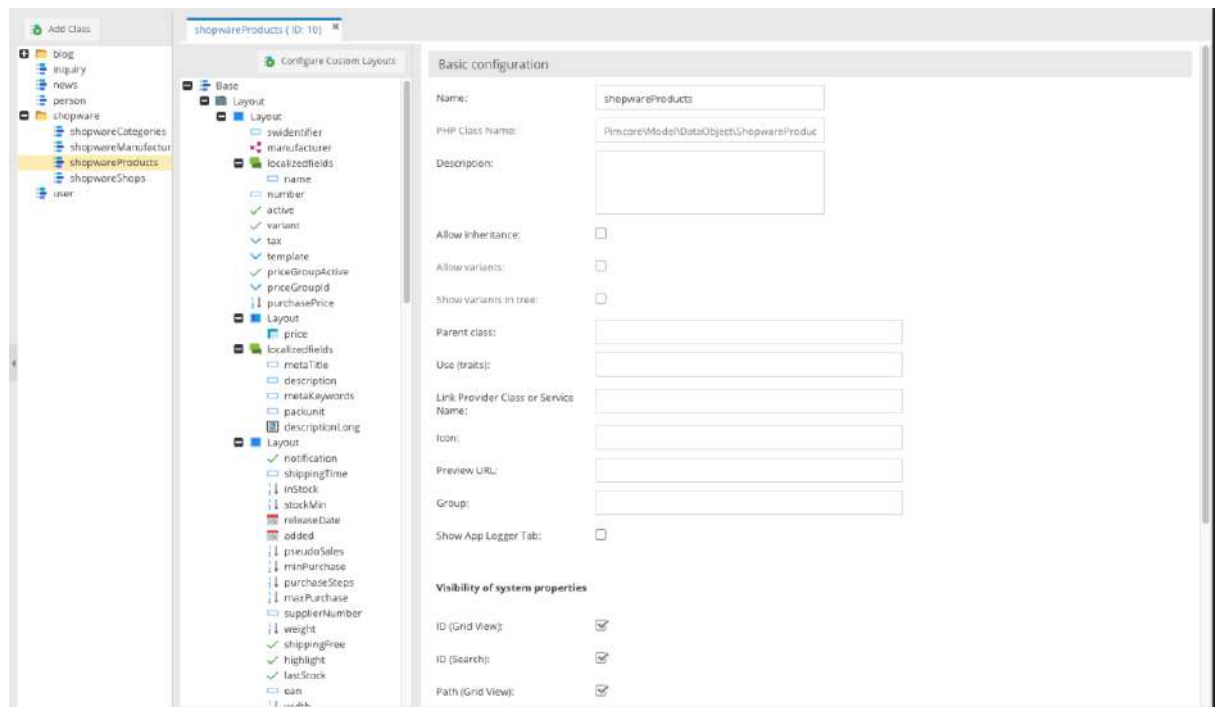 Add Class
blog
inquiry
news
person
shopware
shopwareCategories
shopwareManufactur
shopwareProducts
shopwareShops
user
shopwareProducts ( ID: 10)
Configure Custom Layouts
Base
Layout
Layout
swidentifier
manufacturer
localizedfields
name
number
active
variant
tax
template
priceGroupActive
priceGroupId
purchasePrice
Layout
price
localizedfields
metaTitle
description
metaKeywords
packunit
descriptionLong
Layout
notification
shippingTime
inStock
stockMin
releaseDate
added
pseudoSales
minPurchase
purchaseSteps
maxPurchase
supplierNumber
weight
shippingFree
highlight
lastStock
ean
width
Basic configuration
Name: shopwareProducts
PHP Class Name: Pimcore\Model\DataObject\ShopwareProduc
Description:
Allow inheritance:
Allow variants:
Show variants in tree:
Parent class:
Use (traits):
Link Provider Class or Service
Name:
Icon:
Preview URL:
Group:
Show App Logger Tab:
Visibility of system properties
ID (Grid View):
ID (Search):
Path (Grid View):